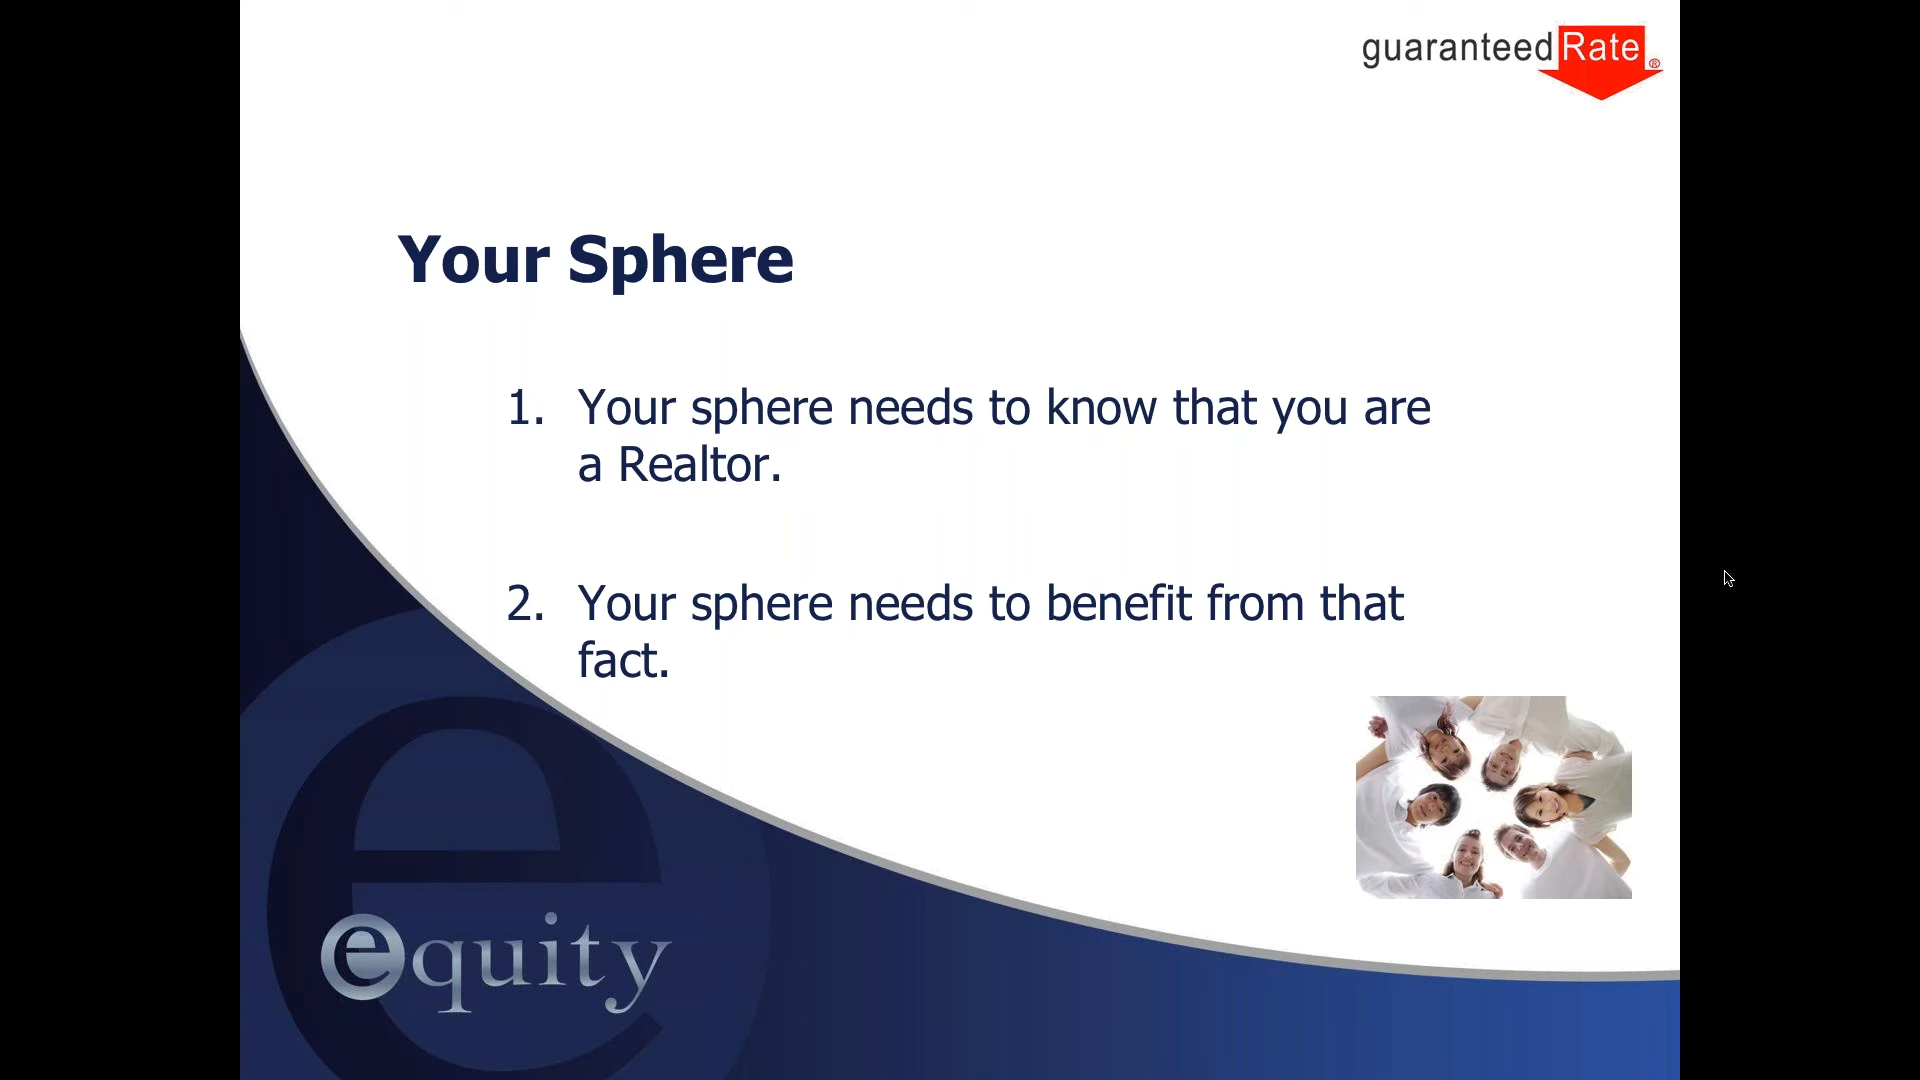 guaranteedRate®
Your Sphere
1. Your sphere needs to know that you are
a Realtor.
2. Your sphere needs to benefit from that
fact.
equity